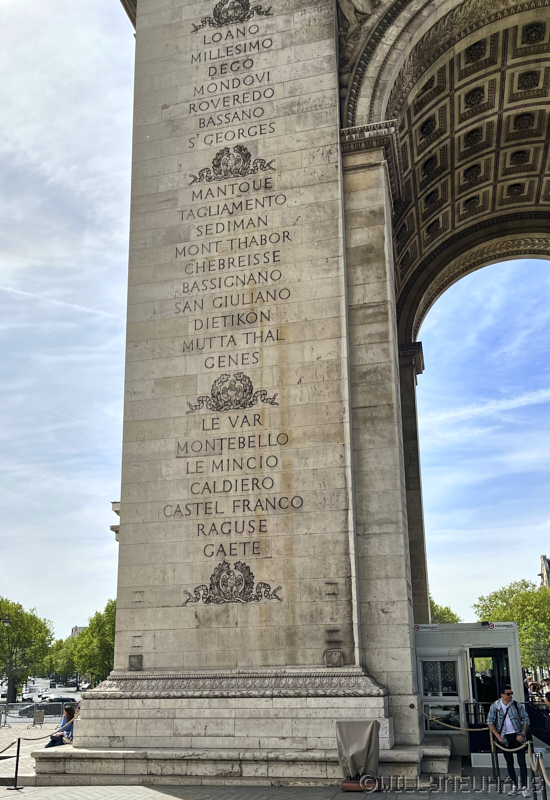 LOANO
MILLESIMO
DEGO
MONDOVI
ROVEREDO
BASSANO
ST GEORGES
MANTOUE
TAGLIAMENTO
SEDIMAN
MONT THABOR
CHEBREISSE
BASSIGNANO
SAN GIULIANO
DIETIKON
MUTTA THAL
GENES
LE VAR
MONTEBELLO
LE MINCIO
CALDIERO
CASTEL FRANCO
RAGUSE
GAETE
©WILLYNEUHAUS